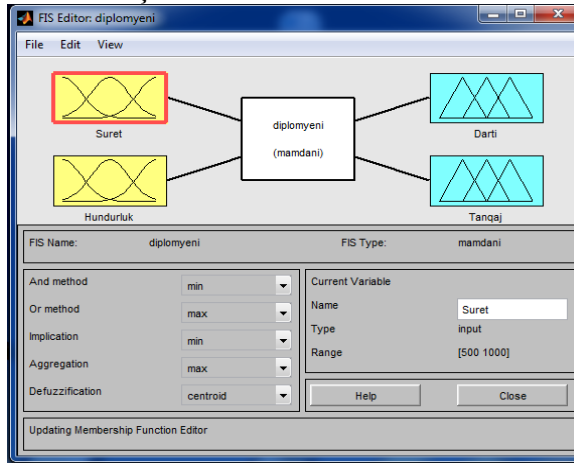 FIS Editor: diplomyeni
File Edit View
Suret
Hundurluk
diplomyeni
(mamdani)
Darti
Tanqaj
FIS Name: diplomyeni FIS Type: mamdani
And method min
Or method max
Implication min
Aggregation max
Defuzzification centroid
Current Variable
Name Suret
Type input
Range [500 1000]
Help Close
Updating Membership Function Editor